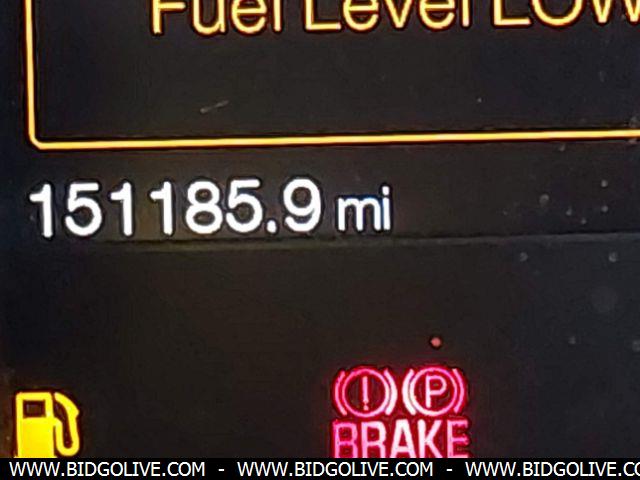 Fuel Level LOW
151185.9 mi
! P
BRAKE
WWW.BIDGOLIVE.COM - WWW.BIDGOLIVE.COM - WWW.BIDGOLIVE.CO